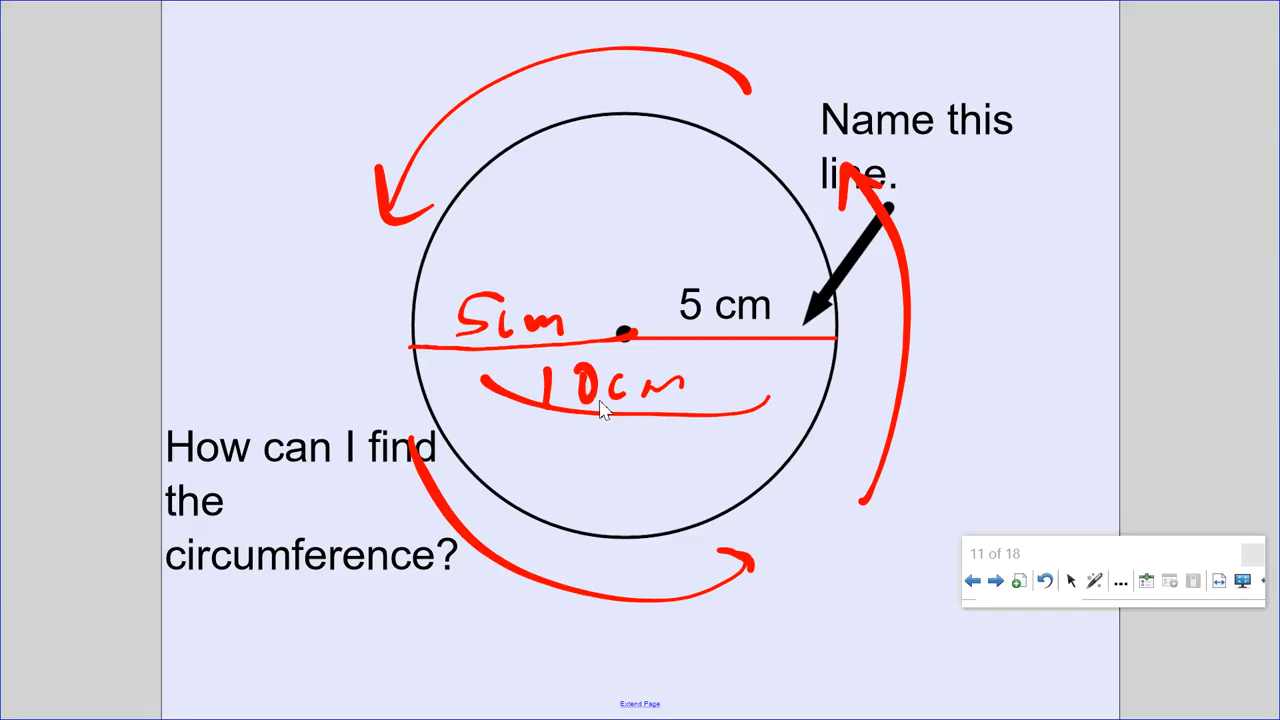 Name this
line.
5 cm
5cm
10cm
How can I find
the
circumference?
11 of 18
...
Extend Page